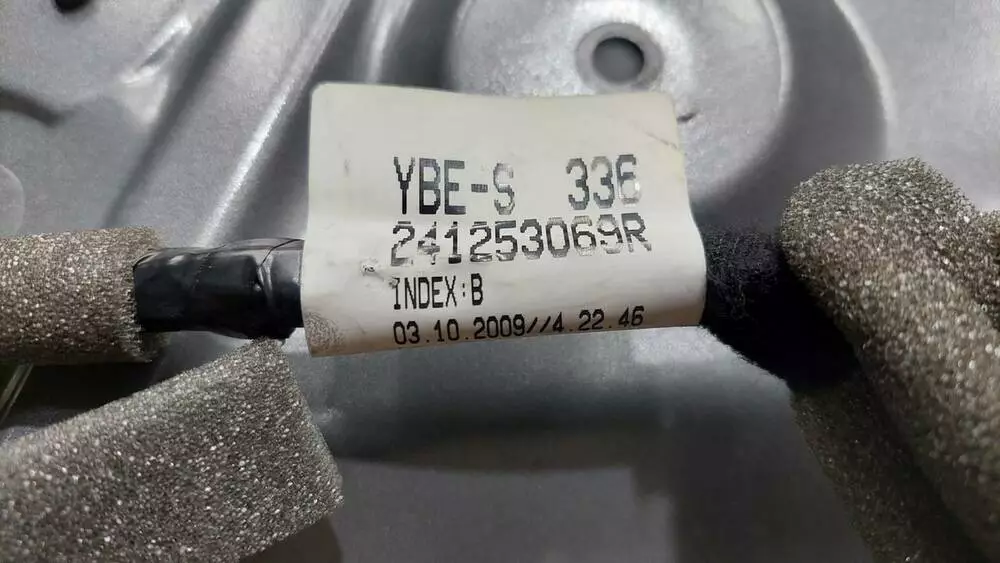 YBE-S 336
241253069R
INDEX:B
03.10.2009//4.22.46